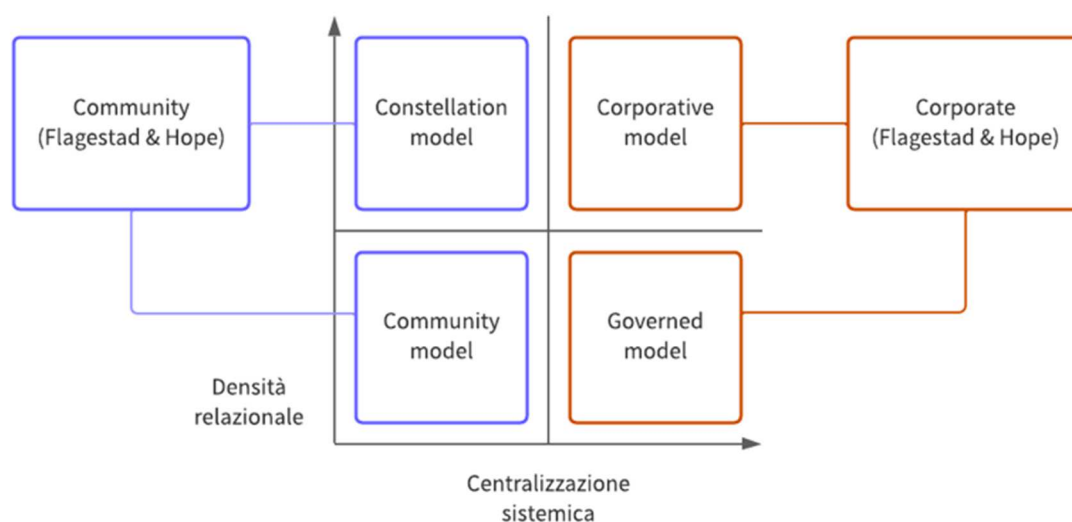 Community
(Flagestad & Hope)
Constellation
model
Corporative
model
Corporate
(Flagestad & Hope)
Community
model
Governed
model
Densità
relazionale
Centralizzazione
sistemica